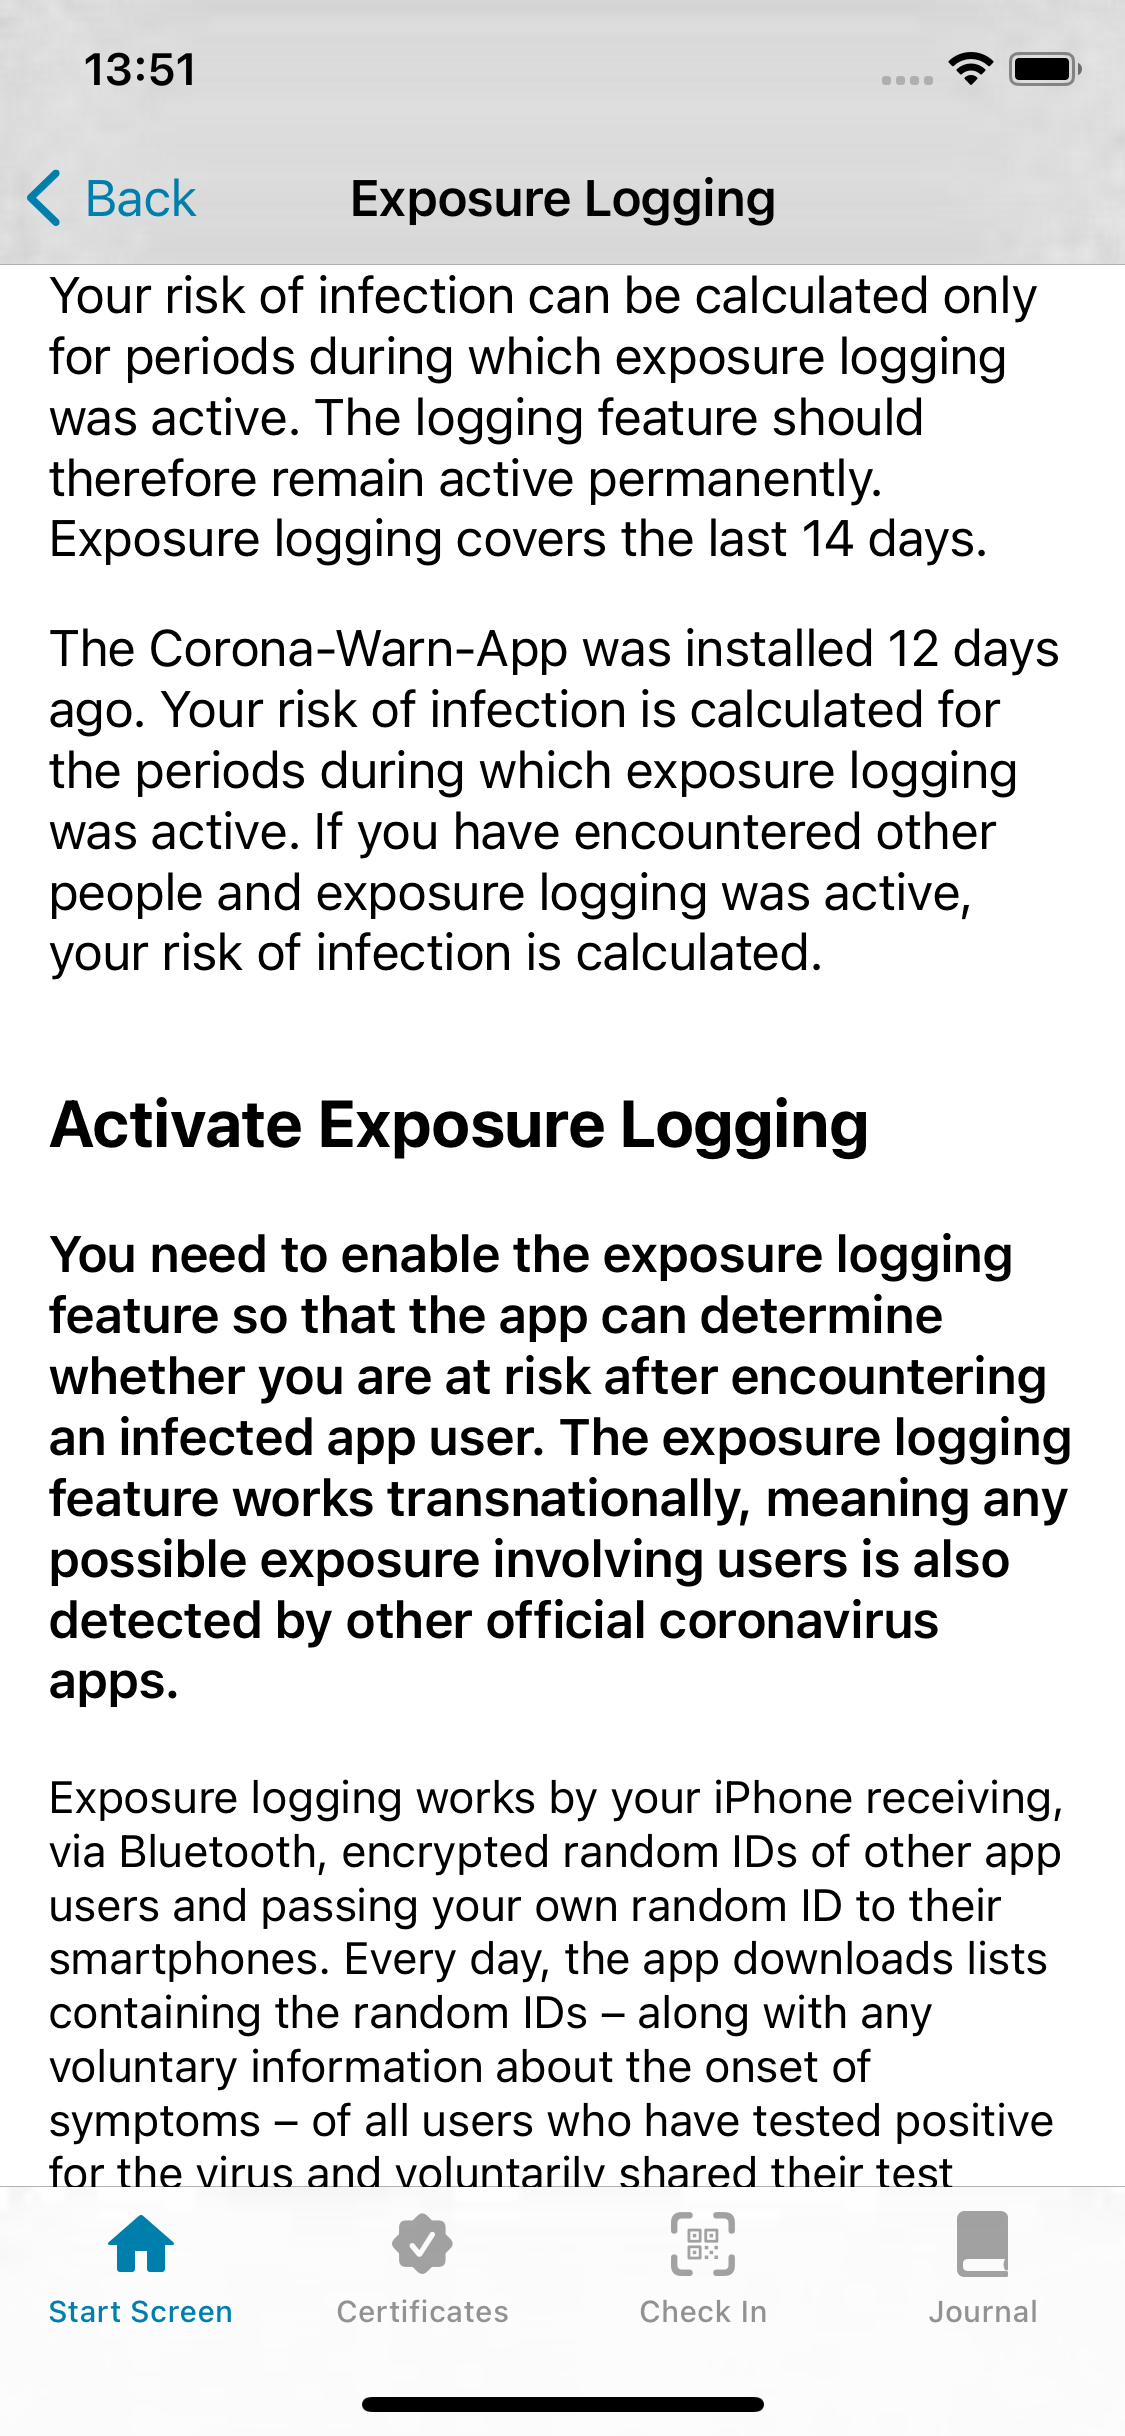 13:51
Back
Exposure Logging
Your risk of infection can be calculated only
for periods during which exposure logging
was active. The logging feature should
therefore remain active permanently.
Exposure logging covers the last 14 days.
The Corona-Warn-App was installed 12 days
ago. Your risk of infection is calculated for
the periods during which exposure logging
was active. If you have encountered other
people and exposure logging was active,
your risk of infection is calculated.
Activate Exposure Logging
You need to enable the exposure logging
feature so that the app can determine
whether you are at risk after encountering
an infected app user. The exposure logging
feature works transnationally, meaning any
possible exposure involving users is also
detected by other official coronavirus
apps.
Exposure logging works by your iPhone receiving,
via Bluetooth, encrypted random IDs of other app
users and passing your own random ID to their
smartphones. Every day, the app downloads lists
containing the random IDs – along with any
voluntary information about the onset of
symptoms – of all users who have tested positive
for the virus and voluntarily shared their test
Start Screen
Certificates
Check In
Journal